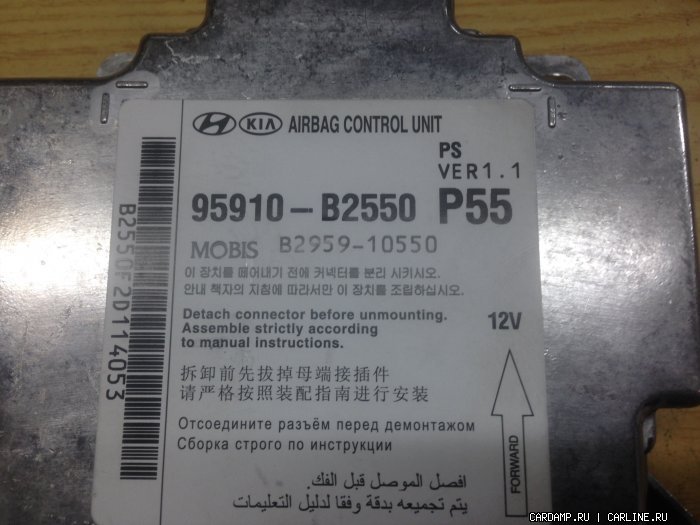 HYUNDAI KIA AIRBAG CONTROL UNIT
PS
VER1.1
95910-B2550 P55
MOBIS B2959-10550
이 장치를 떼어내기 전에 커넥터를 분리 시키시오.
안내 책자의 지침에 따라서만 이 장치를 조립하십시오.
Detach connector before unmounting.
Assemble strictly according
to manual instructions.
12V
拆卸前先拔掉母端接插件
请严格按照装配指南进行安装
Отсоедините разъём перед демонтажом
Сборка строго по инструкции
افصل الموصل قبل الفك.
يتم تجميعه بدقة وفقا لدليل التعليمات
FORWARD
B2550F2D114053
CARDAMP.RU | CARLINE.RU